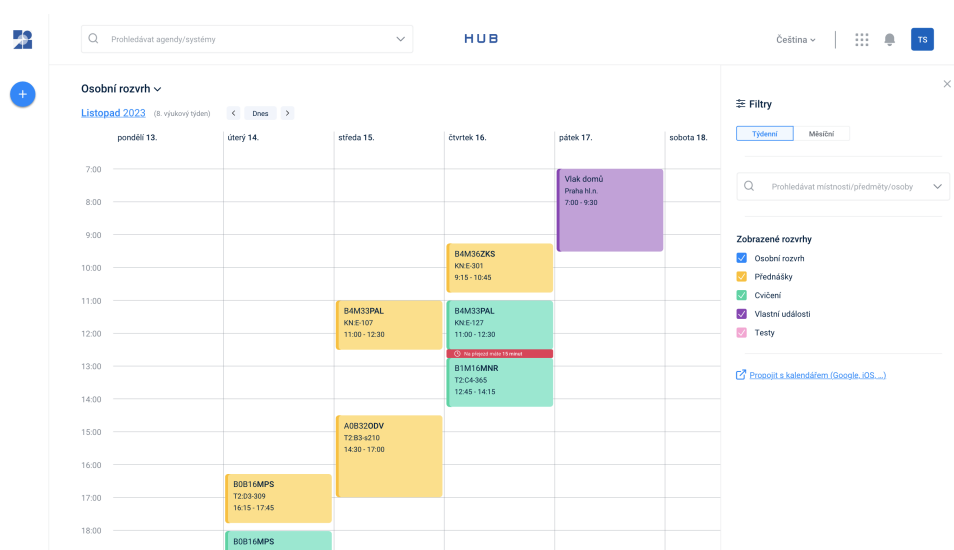 Prohledávat agendy/systémy
HUB
Čeština
TS
Osobní rozvrh
Listopad 2023 (8. výukový týden) Dnes
pondělí 13. úterý 14. středa 15. čtvrtek 16. pátek 17. sobota 18.
7:00
8:00
9:00
10:00
11:00
12:00
13:00
14:00
15:00
16:00
17:00
18:00
B0B16MPS
T2:D3-309
16:15 - 17:45
B0B16MPS
B4M33PAL
KN:E-107
11:00 - 12:30
A0B32ODV
T2:B3-s210
14:30 - 17:00
B4M36ZKS
KN:E-301
9:15 - 10:45
B4M33PAL
KN:E-127
11:00 - 12:30
Na přejezd máte 15 minut
B1M16MNR
T2:C4-365
12:45 - 14:15
Vlak domů
Praha hl.n.
7:00 - 9:30
Filtry
Týdenní Měsíční
Prohledávat místnosti/předměty/osoby
Zobrazené rozvrhy
Osobní rozvrh
Přednášky
Cvičení
Vlastní události
Testy
Propojit s kalendářem (Google, iOS, ...)